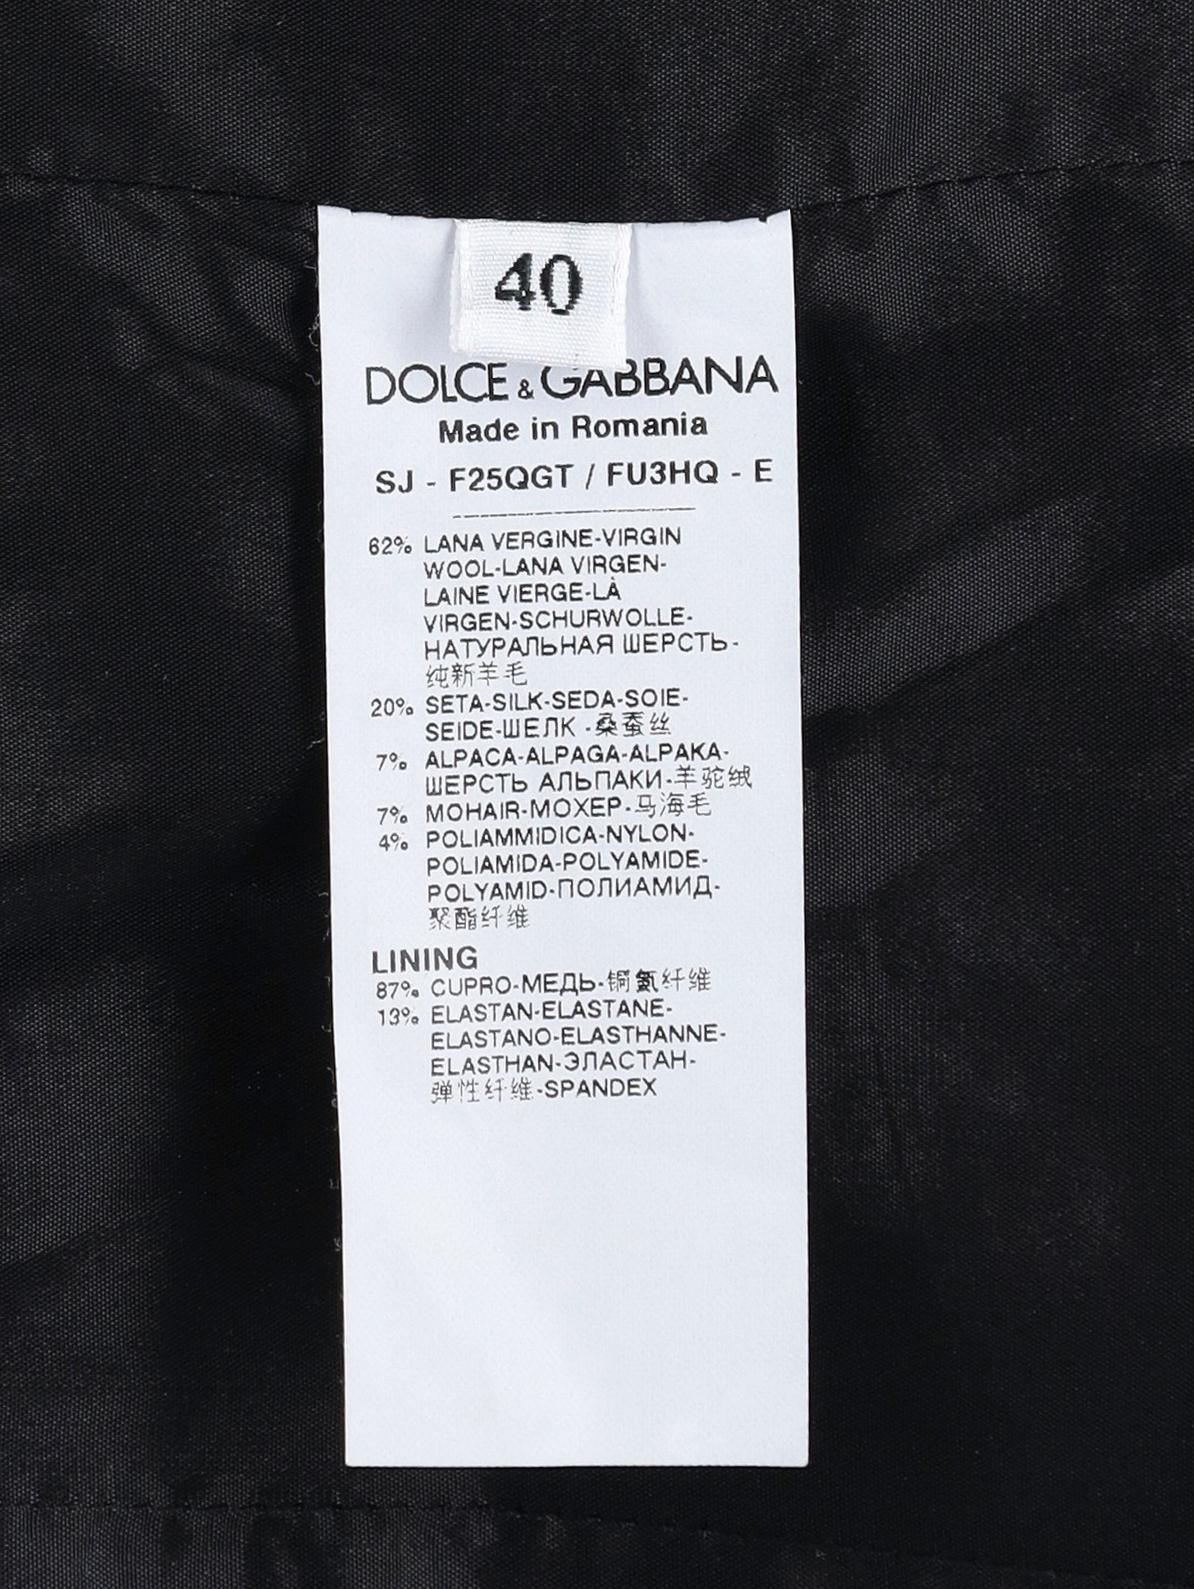 40
DOLCE & GABBANA
Made in Romania
SJ - F25QGT / FU3HQ - E
62% LANA VERGINE-VIRGIN
WOOL-LANA VIRGEN-
LAINE VIERGE-LÀ
VIRGEN-SCHURWOLLE-
НАТУРАЛЬНАЯ ШЕРСТЬ-
纯新羊毛
20% SETA-SILK-SEDA-SOIE-
SEIDE-ШЕЛК -桑蚕丝
7% ALPACA-ALPAGA-ALPAKA-
ШЕРСТЬ АЛЬПАКИ-羊驼绒
7% MOHAIR-МОХЕР-马海毛
4% POLIAMMIDICA-NYLON-
POLIAMIDA-POLYAMIDE-
POLYAMID-ПОЛИАМИД-
聚酯纤维
LINING
87% CUPRO-МЕДЬ-铜氨纤维
13% ELASTAN-ELASTANE-
ELASTANO-ELASTHANNE-
ELASTHAN-ЭЛАСТАН-
弹性纤维-SPANDEX